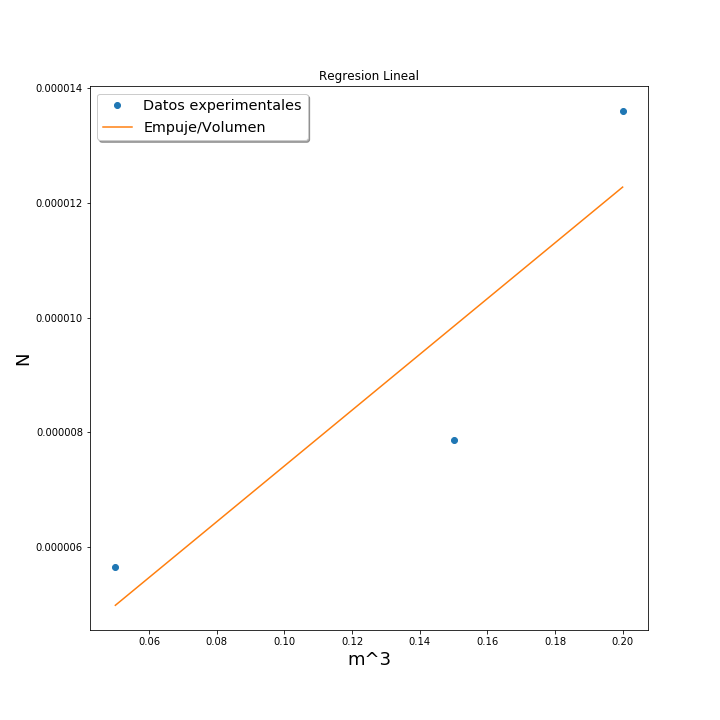 Regresion Lineal
Datos experimentales
Empuje/Volumen
0.000014
0.000012
0.000010
0.000008
0.000006
N
0.06 0.08 0.10 0.12 0.14 0.16 0.18 0.20
m^3